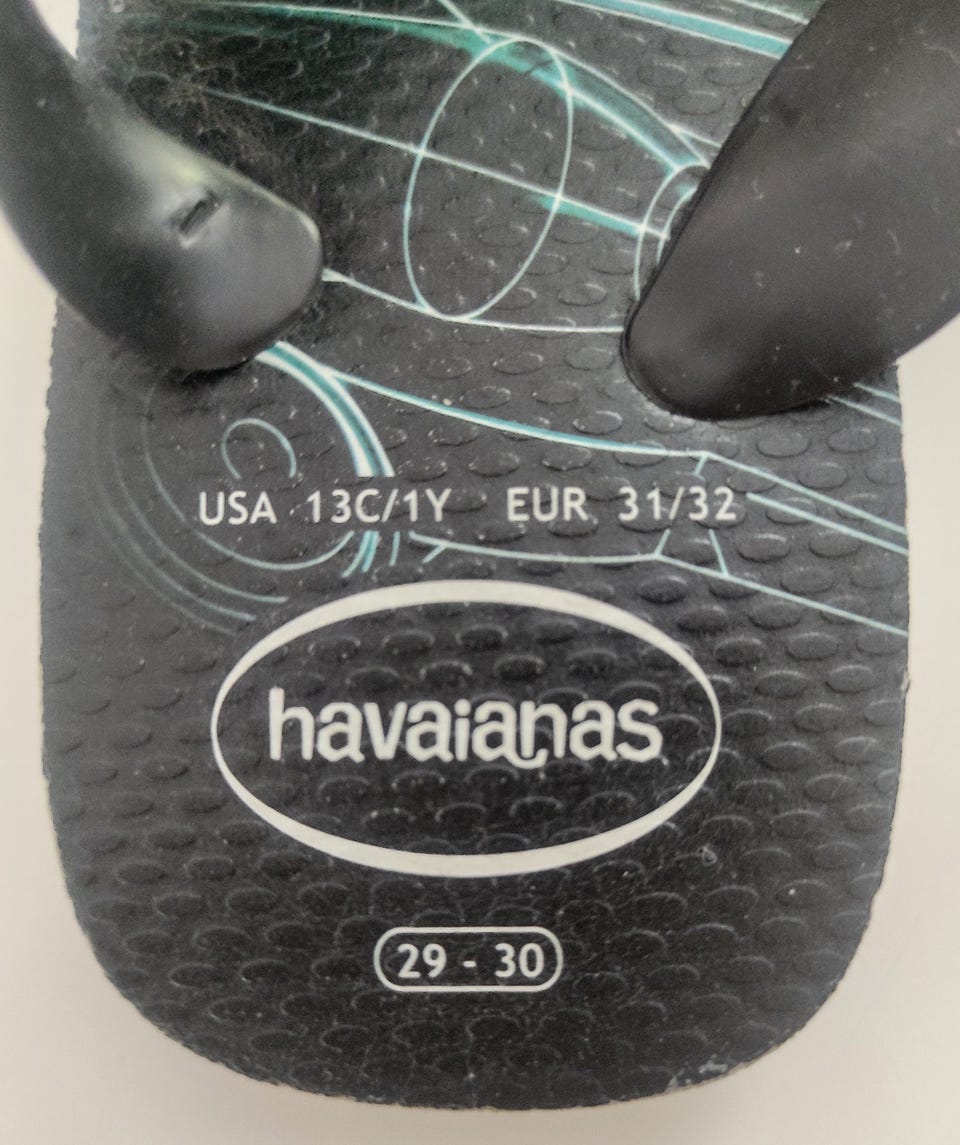 USA 13C/1Y EUR 31/32
havaianas
29 - 30